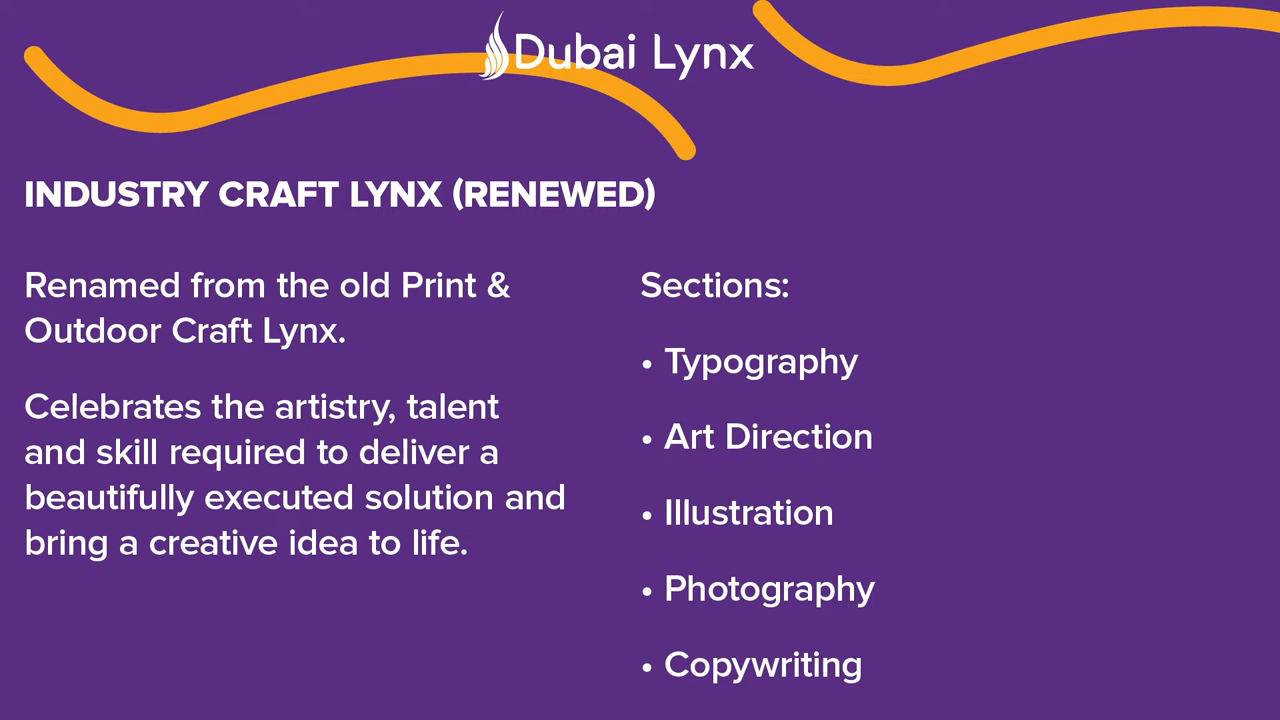 Dubai Lynx
INDUSTRY CRAFT LYNX (RENEWED)
Renamed from the old Print &
Outdoor Craft Lynx.
Celebrates the artistry, talent
and skill required to deliver a
beautifully executed solution and
bring a creative idea to life.
Sections:
• Typography
• Art Direction
• Illustration
• Photography
• Copywriting